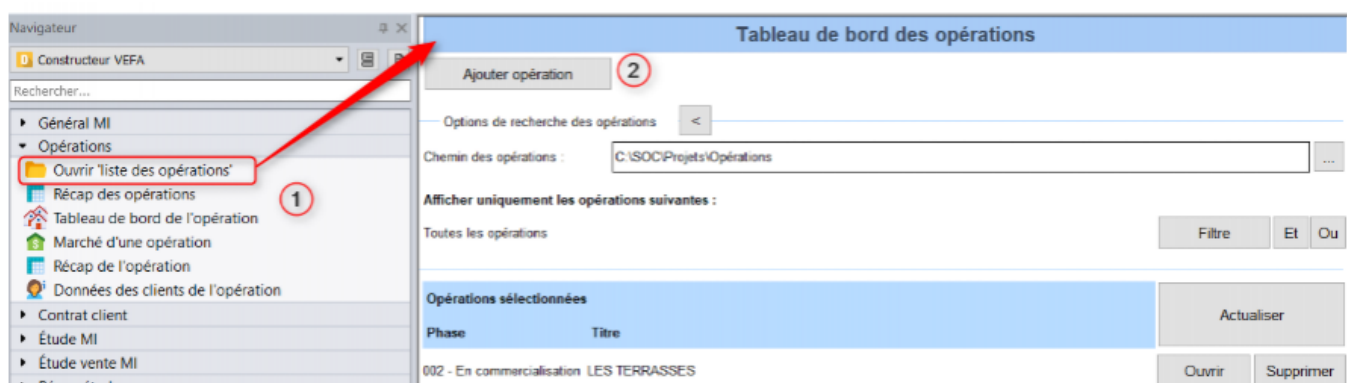 Navigateur
Constructeur VEFA
Rechercher...
Général MI
Opérations
Ouvrir 'liste des opérations'
Récap des opérations
Tableau de bord de l'opération
Marché d'une opération
Récap de l'opération
Données des clients de l'opération
Contrat client
Étude MI
Étude vente MI
1
Tableau de bord des opérations
Ajouter opération
2
Options de recherche des opérations <
Chemin des opérations : C:\SOC\Projets\Opérations ...
Afficher uniquement les opérations suivantes :
Toutes les opérations Filtre Et Ou
Opérations sélectionnées
Actualiser
Phase Titre
002 - En commercialisation LES TERRASSES Ouvrir Supprimer